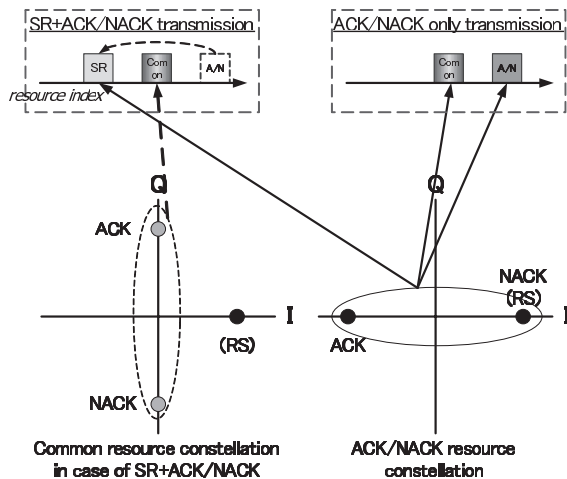 SR+ACK/NACK transmission
ACK/NACK only transmission
SR
Com
on
A/N
Com
on
A/N
resource index
Q
Q
ACK
NACK
(RS)
I
I
(RS)
ACK
NACK
Common resource constellation
in case of SR+ACK/NACK
ACK/NACK resource
constellation